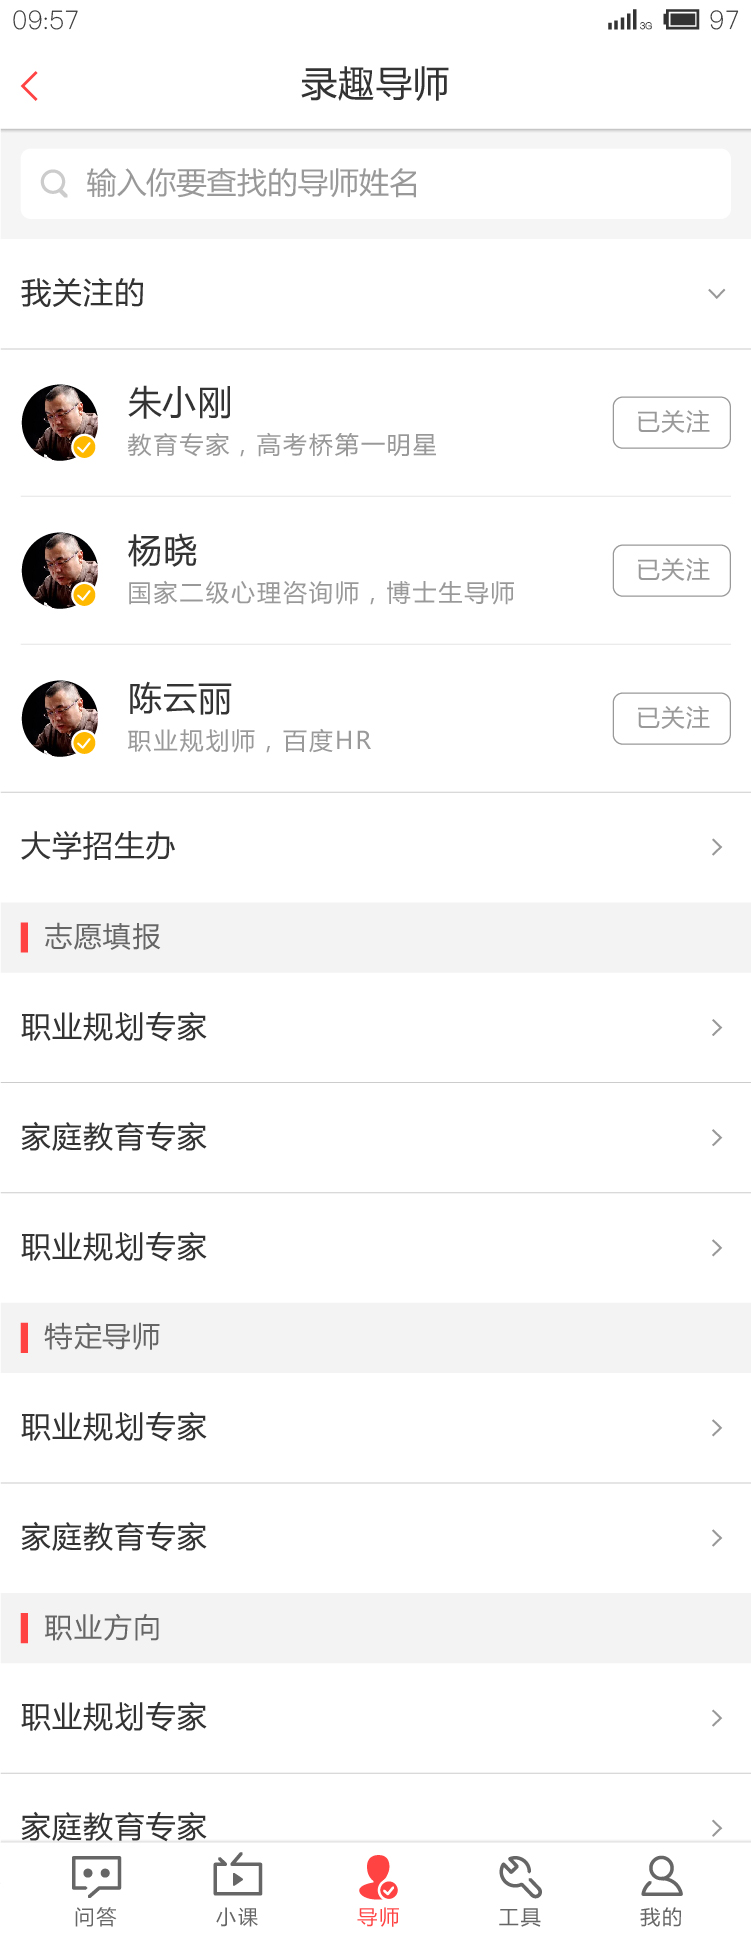 09:57
3G
97
录趣导师
输入你要查找的导师姓名
我关注的
朱小刚
教育专家，高考桥第一明星
已关注
杨晓
国家二级心理咨询师，博士生导师
已关注
陈云丽
职业规划师，百度HR
已关注
大学招生办
志愿填报
职业规划专家
家庭教育专家
职业规划专家
特定导师
职业规划专家
家庭教育专家
职业方向
职业规划专家
家庭教育专家
问答
小课
导师
工具
我的